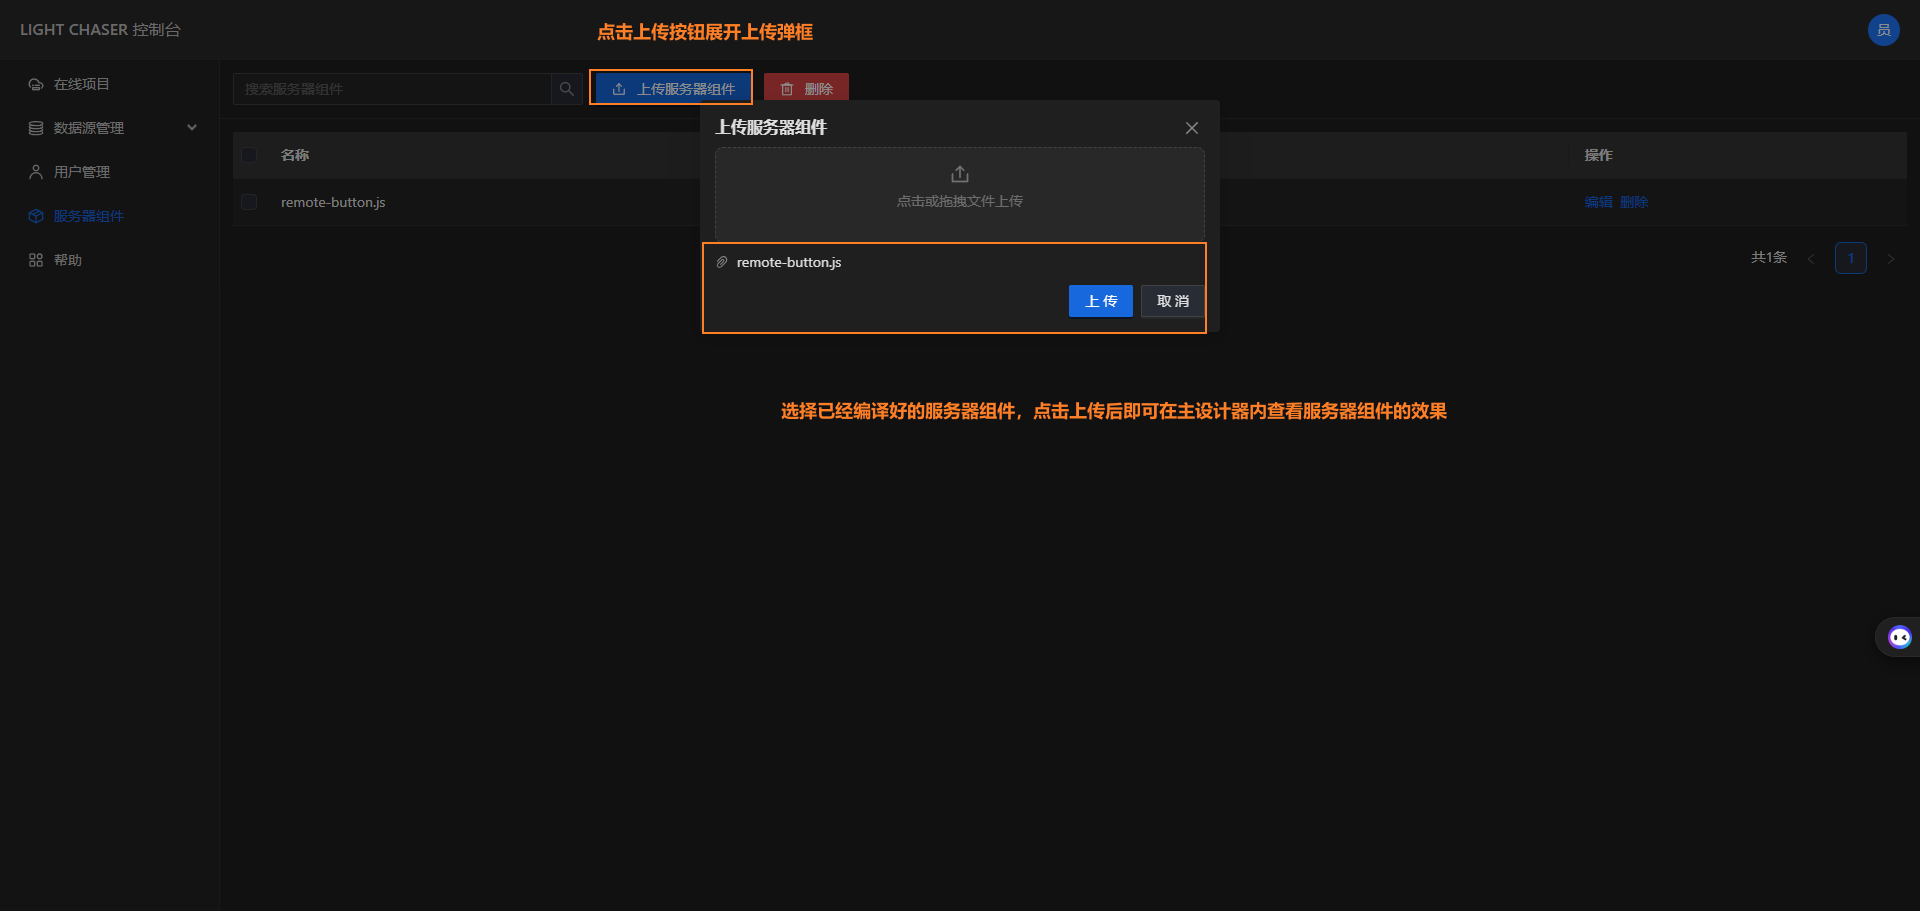 LIGHT CHASER 控制台
点击上传按钮展开上传弹框
员
在线项目
数据源管理
用户管理
服务器组件
帮助
搜索服务器组件
上传服务器组件
删除
上传服务器组件
点击或拖拽文件上传
remote-button.js
上传
取消
名称
操作
remote-button.js
编辑 删除
共1条
1
选择已经编译好的服务器组件，点击上传后即可在主设计器内查看服务器组件的效果